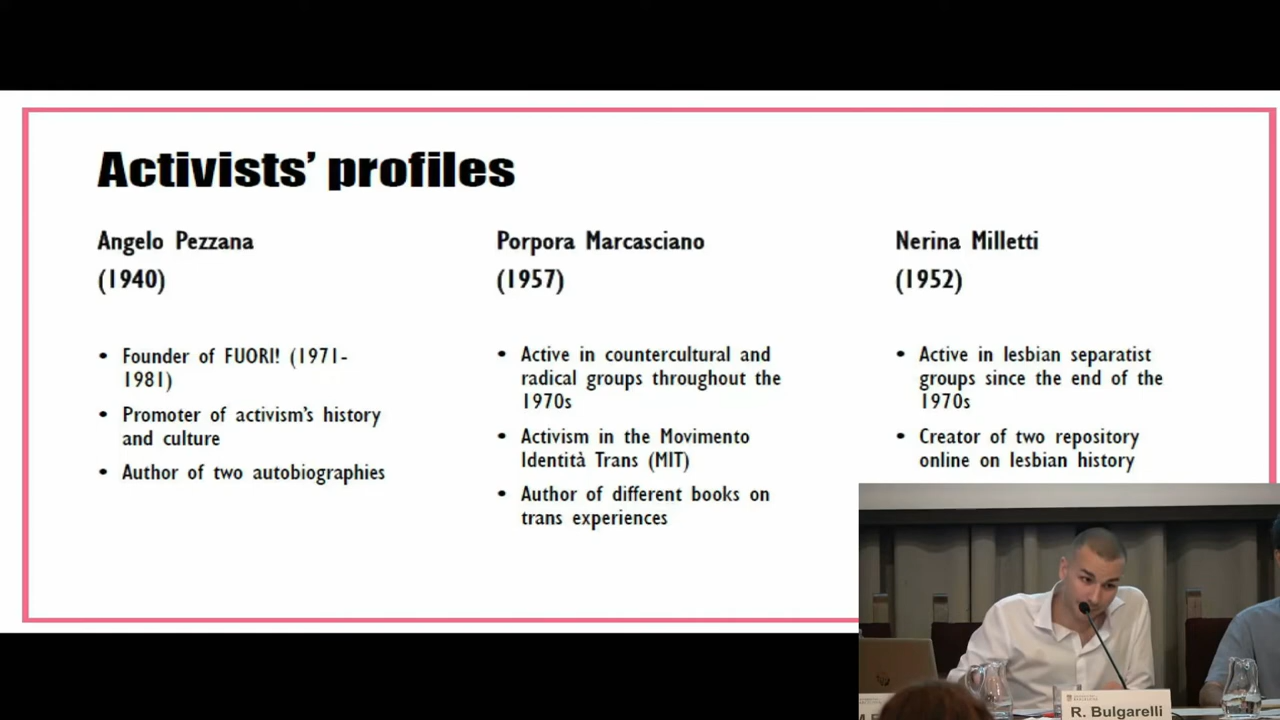 Activists' profiles
Angelo Pezzana
(1940)
• Founder of FUORI! (1971-
1981)
• Promoter of activism's history
and culture
• Author of two autobiographies
Porpora Marcasciano
(1957)
• Active in countercultural and
radical groups throughout the
1970s
• Activism in the Movimento
Identità Trans (MIT)
• Author of different books on
trans experiences
Nerina Milletti
(1952)
• Active in lesbian separatist
groups since the end of the
1970s
• Creator of two repository
online on lesbian history
R. Bulgarelli